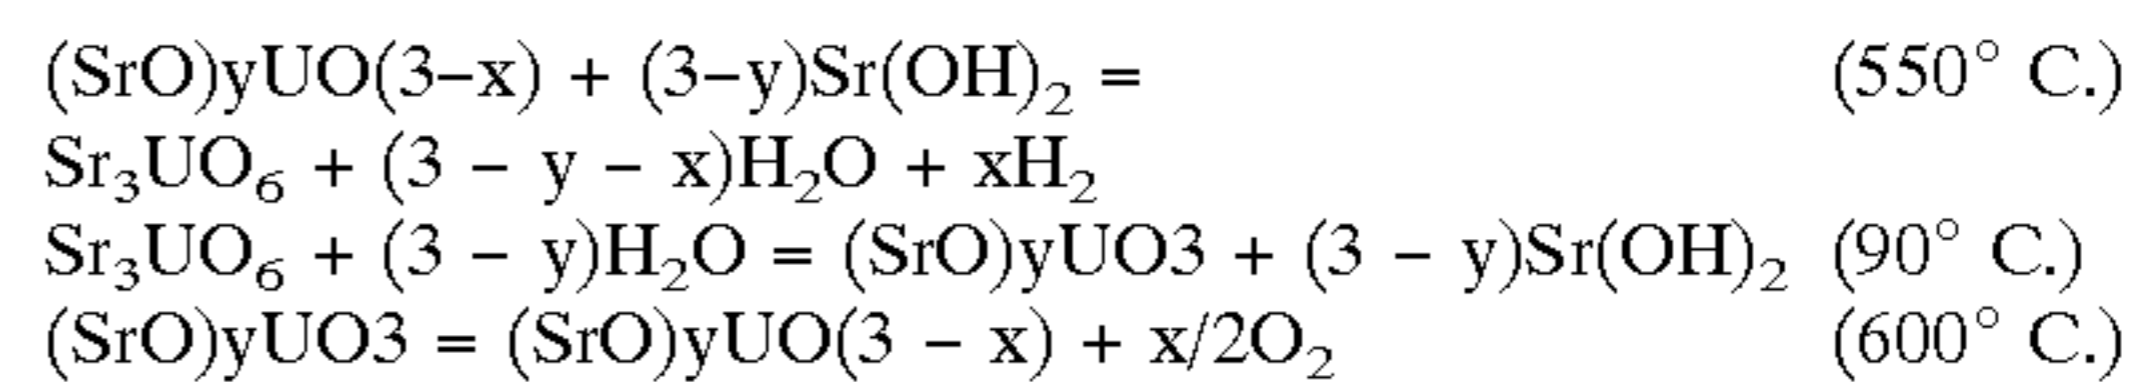 (SrO)yUO(3–x) + (3–y)Sr(OH)₂ = (550° C.)
Sr₃UO₆ + (3 – y – x)H₂O + xH₂
Sr₃UO₆ + (3 – y)H₂O = (SrO)yUO3 + (3 – y)Sr(OH)₂ (90° C.)
(SrO)yUO3 = (SrO)yUO(3 – x) + x/2O₂ (600° C.)